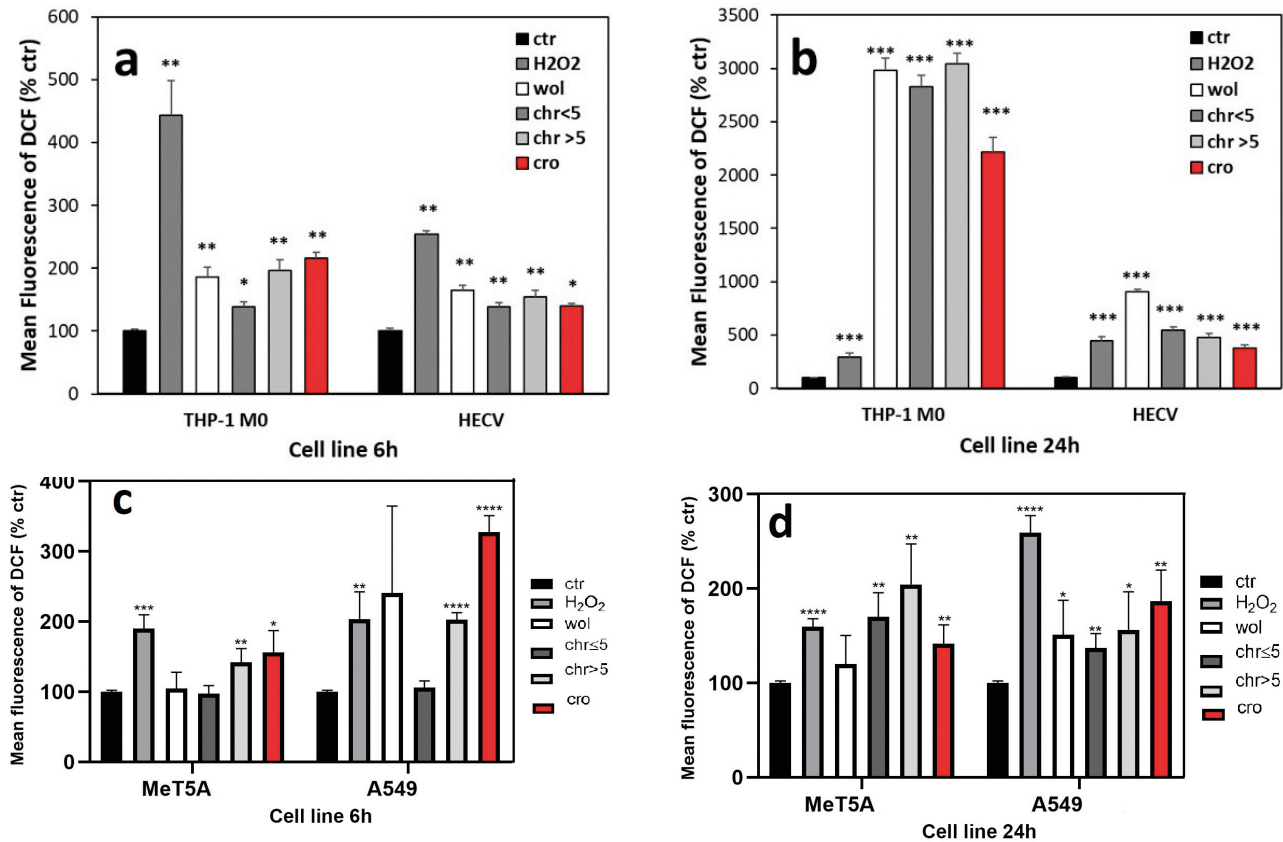 a
Mean Fluorescence of DCF (% ctr)
600
500
400
300
200
100
0
** ** * ** **
** ** ** ** *
ctr
H2O2
wol
chr<5
chr >5
cro
THP-1 M0
HECV
Cell line 6h
b
Mean Fluorescence of DCF (% ctr)
3500
3000
2500
2000
1500
1000
500
0
*** *** *** *** ***
*** *** *** *** ***
ctr
H2O2
wol
chr<5
chr >5
cro
THP-1 M0
HECV
Cell line 24h
c
Mean fluorescence of DCF (% ctr)
400
300
200
100
0
*** ** *
** **** ****
ctr
H₂O₂
wol
chr≤5
chr>5
cro
MeT5A
A549
Cell line 6h
d
Mean fluorescence of DCF (% ctr)
300
200
100
0
**** ** ** **
**** * ** * **
ctr
H₂O₂
wol
chr≤5
chr>5
cro
MeT5A
A549
Cell line 24h